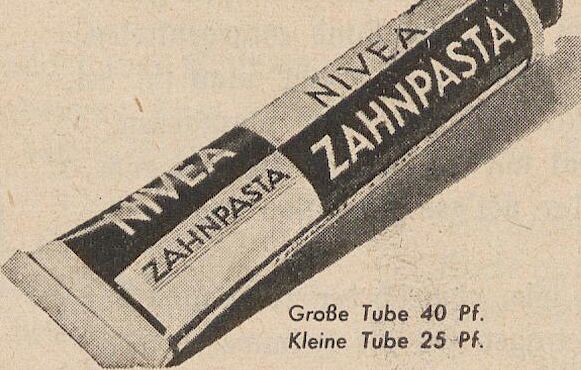 NIVEA
ZAHNPASTA
NIVEA
ZAHNPASTA
Große Tube 40 Pf.
Kleine Tube 25 Pf.